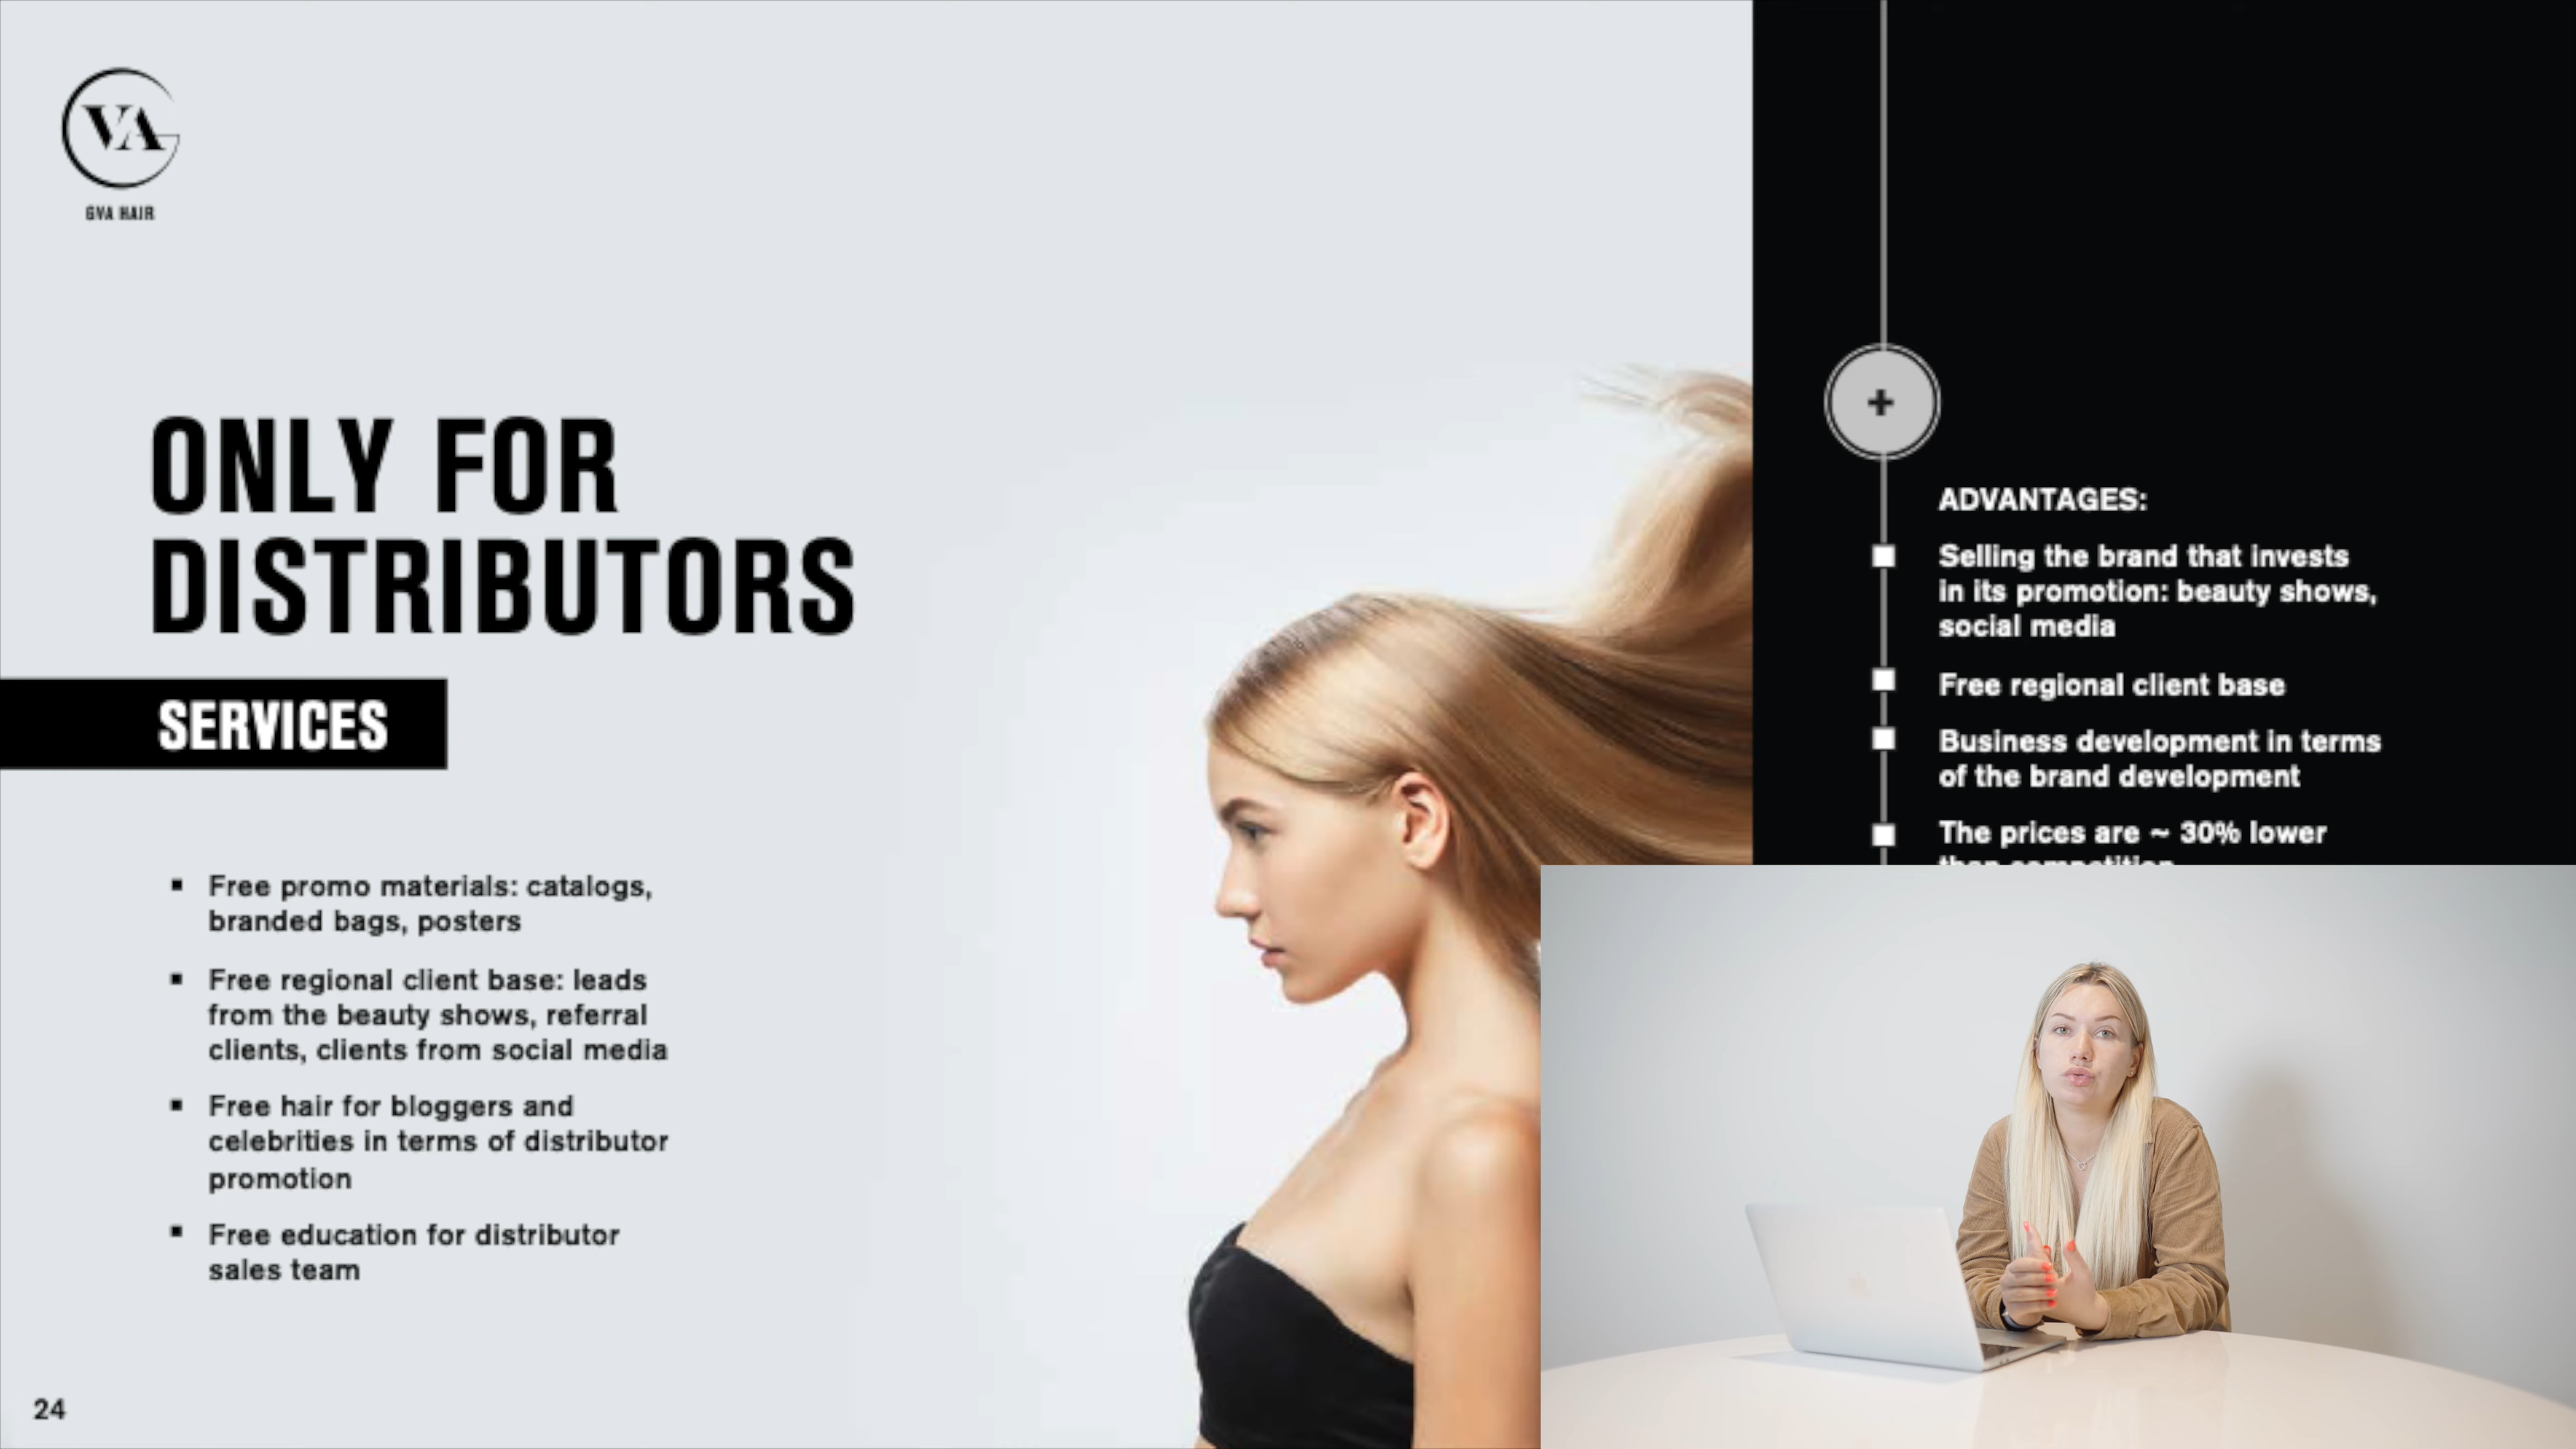 VA
GVA HAIR
ONLY FOR
DISTRIBUTORS
SERVICES
▪ Free promo materials: catalogs,
branded bags, posters
▪ Free regional client base: leads
from the beauty shows, referral
clients, clients from social media
▪ Free hair for bloggers and
celebrities in terms of distributor
promotion
▪ Free education for distributor
sales team
24
+
ADVANTAGES:
Selling the brand that invests
in its promotion: beauty shows,
social media
Free regional client base
Business development in terms
of the brand development
The prices are ~ 30% lower